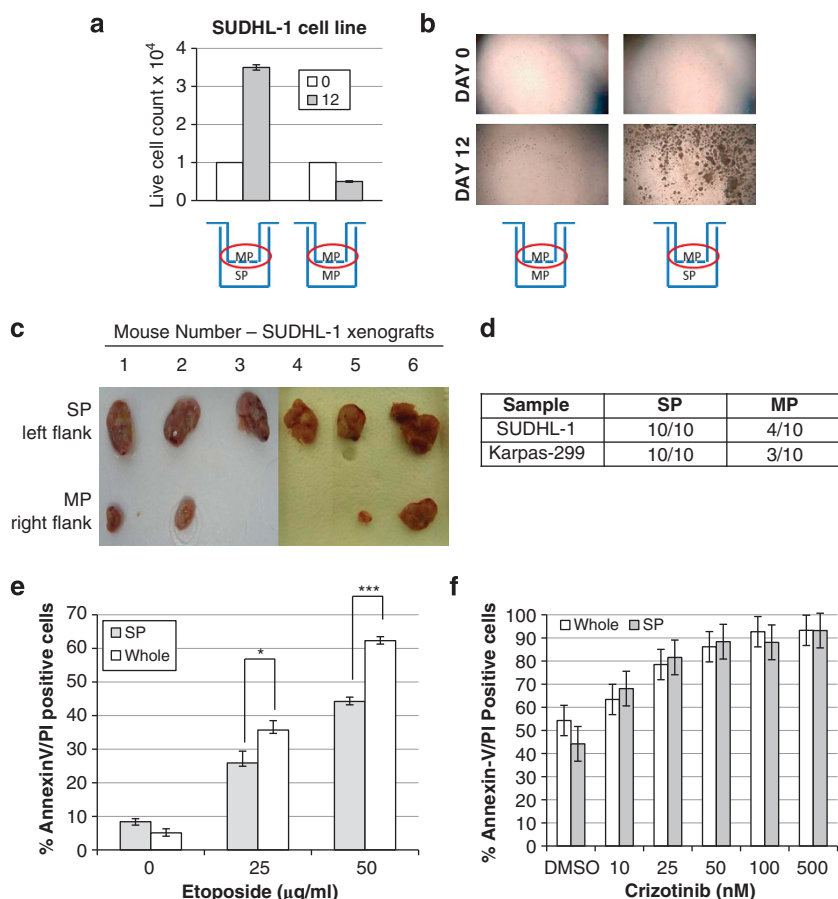 a
SUDHL-1 cell line
Live cell count x 10⁴
4
3
2
1
0
0
12
MP
SP
MP
MP
b
DAY 0
DAY 12
MP
MP
MP
SP
c
Mouse Number – SUDHL-1 xenografts
1 2 3 4 5 6
SP
left flank
MP
right flank
d
Sample SP MP
SUDHL-1 10/10 4/10
Karpas-299 10/10 3/10
e
% AnnexinV/PI positive cells
70
60
50
40
30
20
10
0
SP
Whole
*
***
0 25 50
Etoposide (μg/ml)
f
% Annexin-V/PI Positive cells
100
90
80
70
60
50
40
30
20
10
0
Whole SP
DMSO 10 25 50 100 500
Crizotinib (nM)